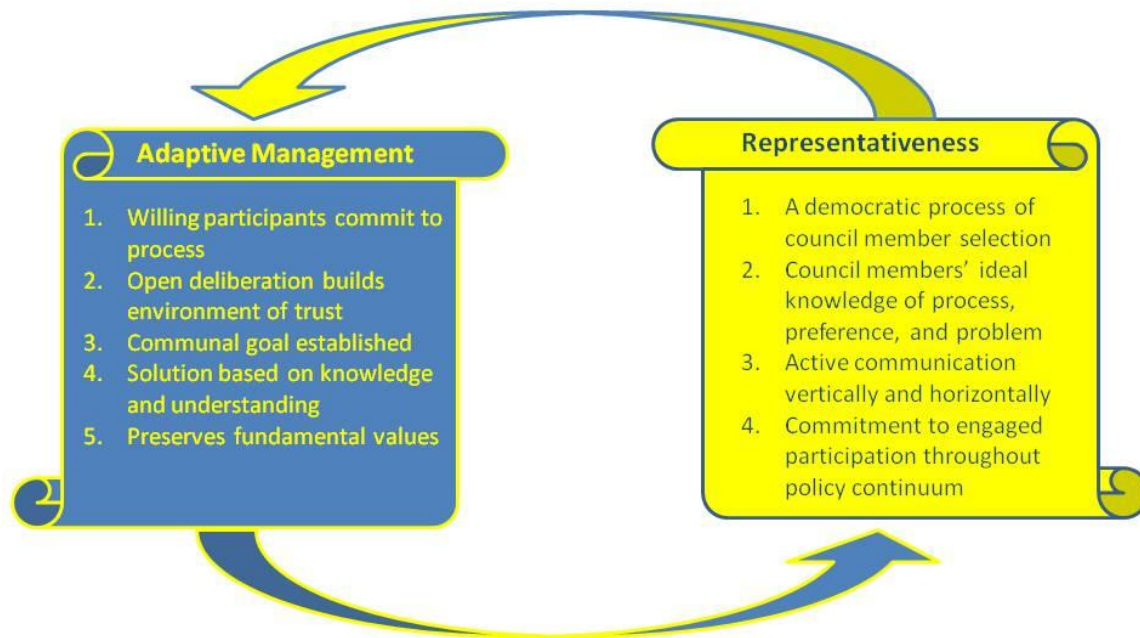 Adaptive Management
1. Willing participants commit to
process
2. Open deliberation builds
environment of trust
3. Communal goal established
4. Solution based on knowledge
and understanding
5. Preserves fundamental values
Representativeness
1. A democratic process of
council member selection
2. Council members’ ideal
knowledge of process,
preference, and problem
3. Active communication
vertically and horizontally
4. Commitment to engaged
participation throughout
policy continuum